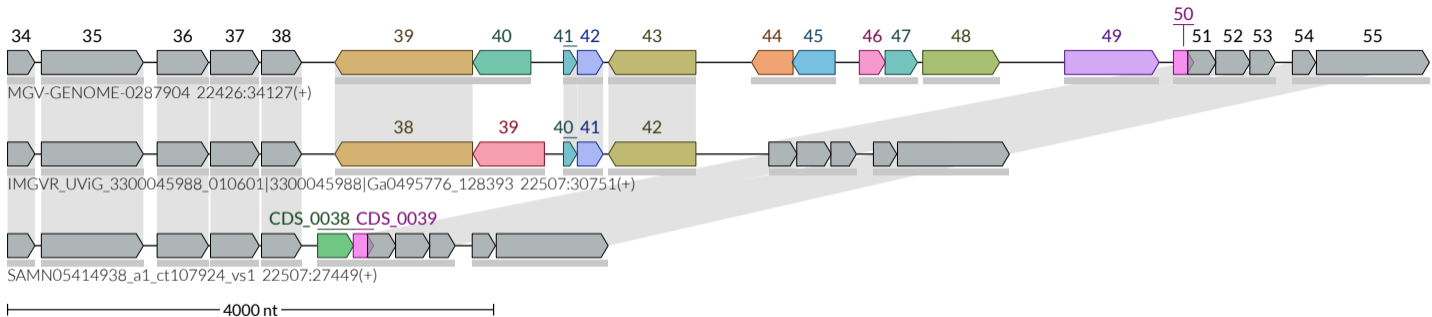 34 35 36 37 38 39 40 41 42 43 44 45 46 47 48 49 50 51 52 53 54 55
MGV-GENOME-0287904 22426:34127(+)
38 39 40 41 42
IMGVR_UViG_3300045988_010601|3300045988|Ga0495776_128393 22507:30751(+)
CDS_0038 CDS_0039
SAMN05414938_a1_ct107924_vs1 22507:27449(+)
4000 nt